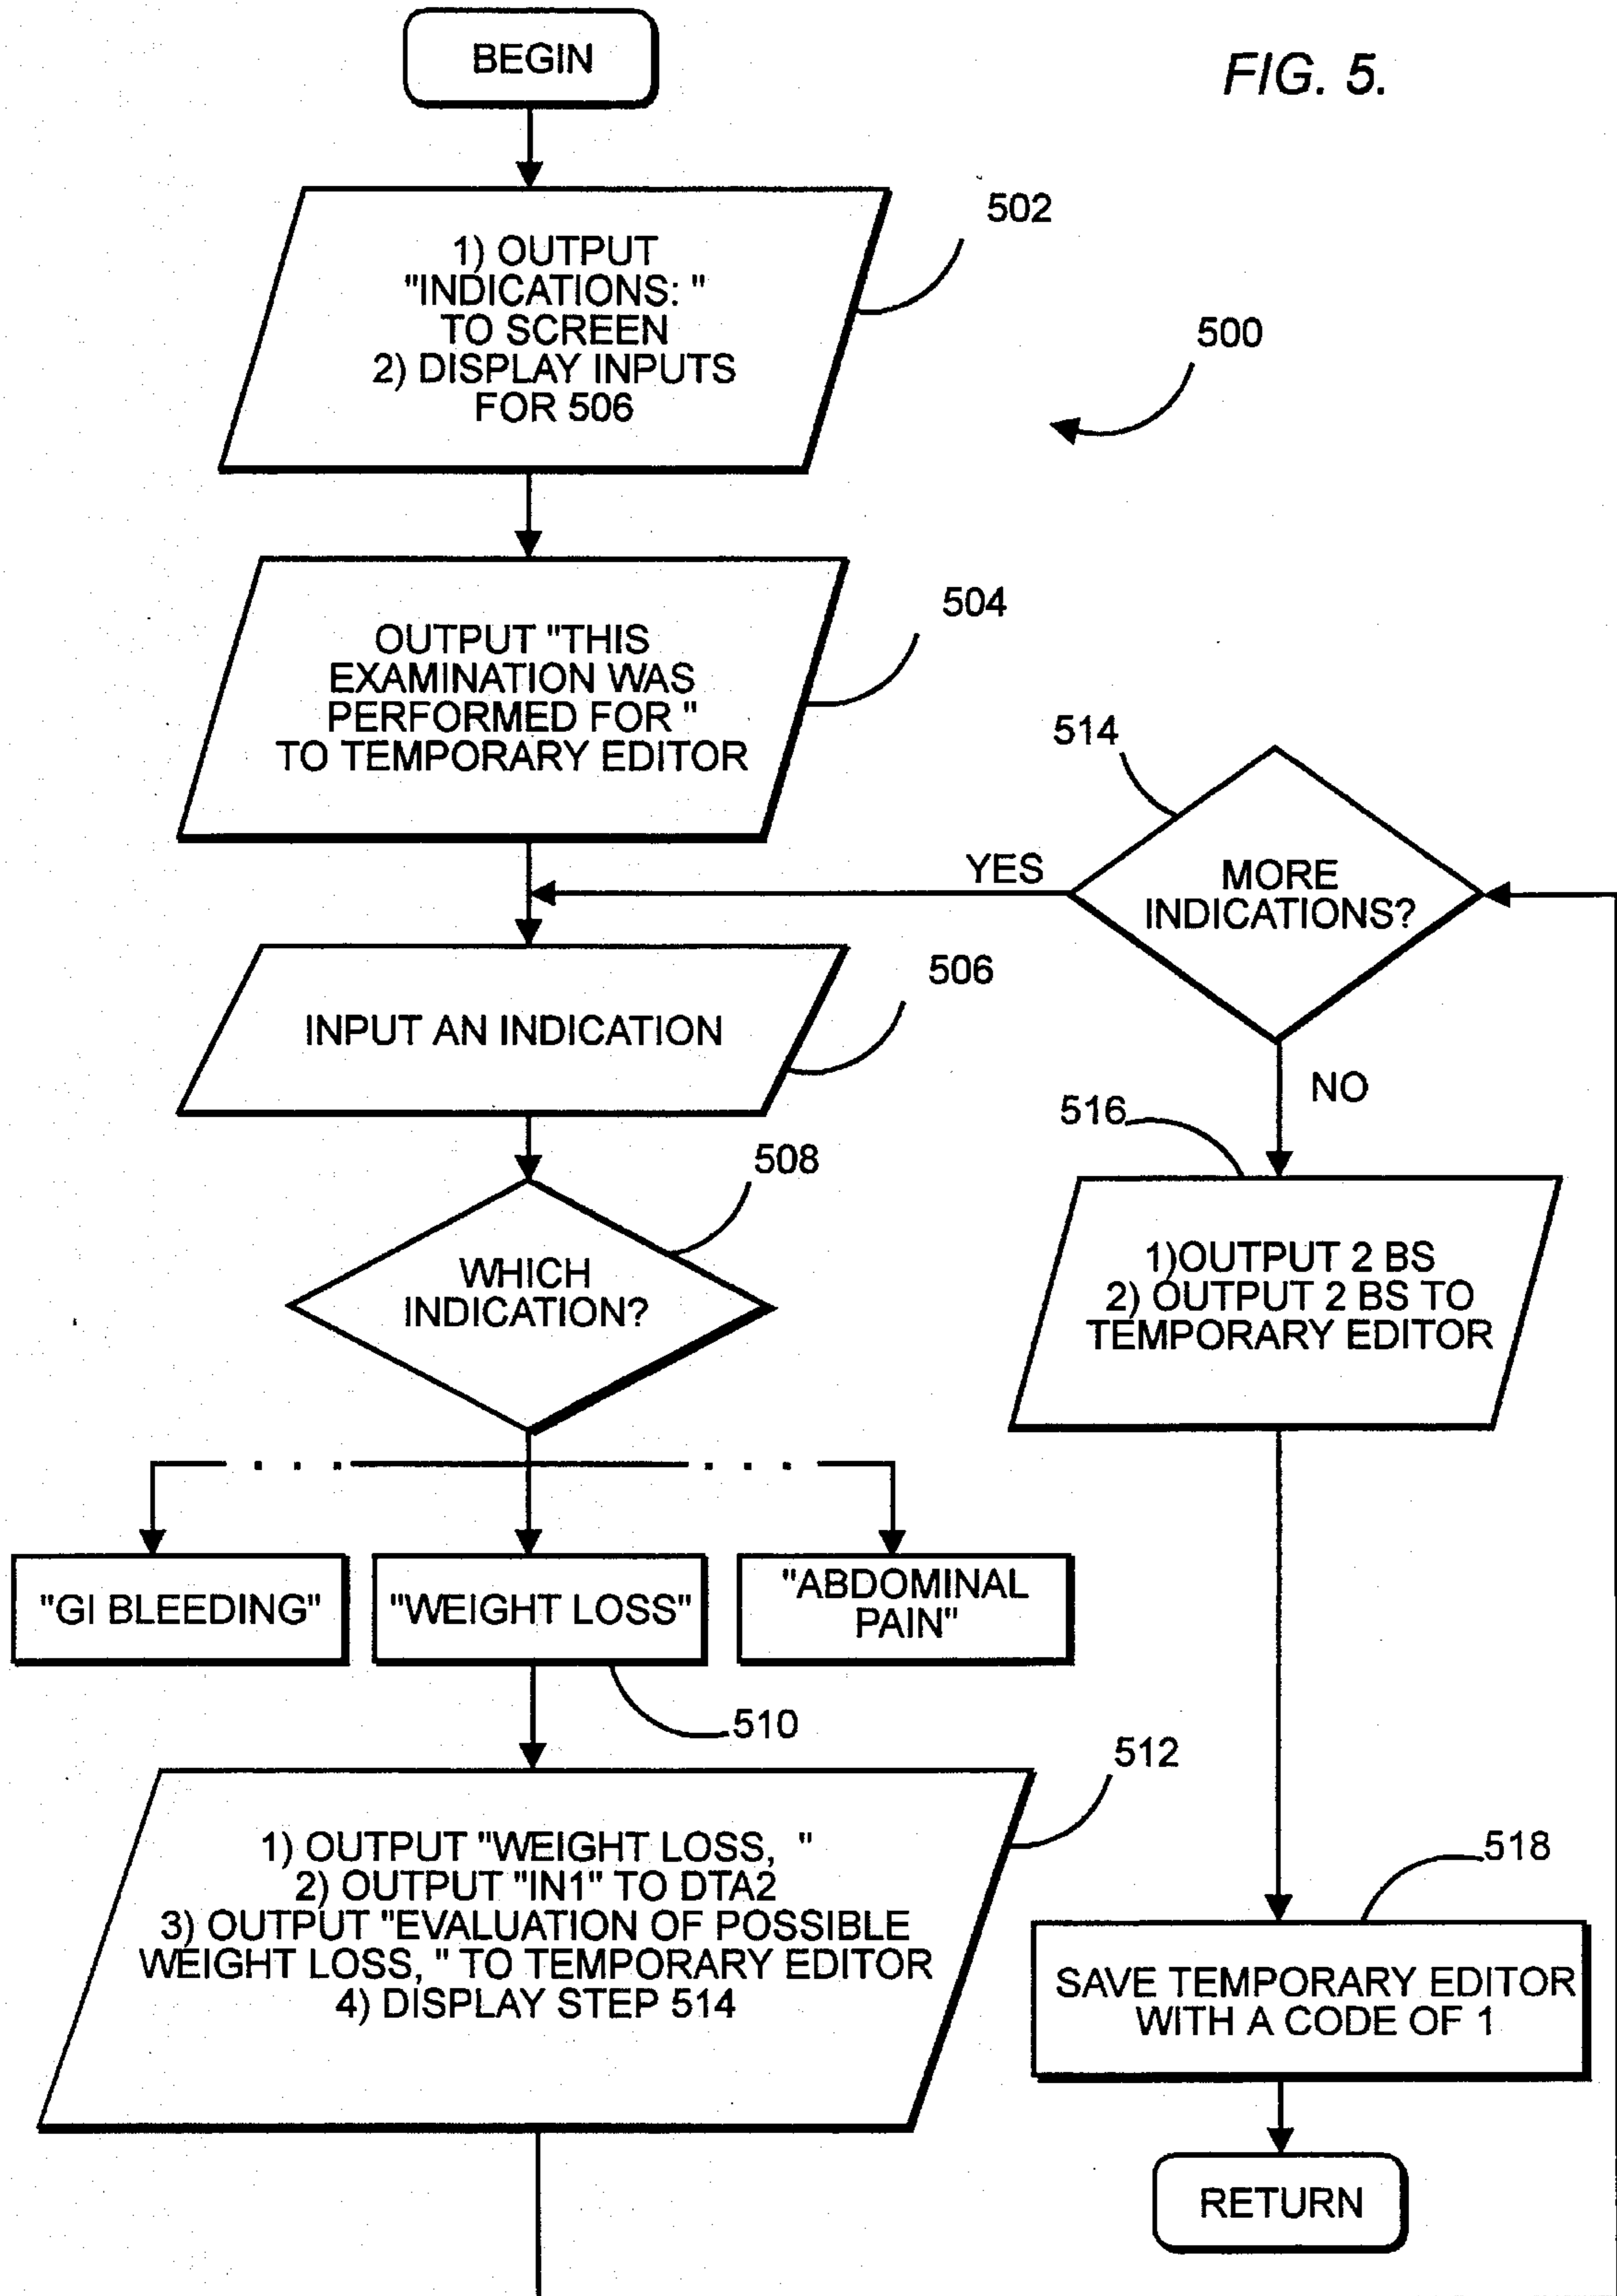 BEGIN
FIG. 5.
502
1) OUTPUT
"INDICATIONS: "
TO SCREEN
2) DISPLAY INPUTS
FOR 506
500
504
OUTPUT "THIS
EXAMINATION WAS
PERFORMED FOR "
TO TEMPORARY EDITOR
514
YES
MORE
INDICATIONS?
506
INPUT AN INDICATION
NO
516
508
WHICH
INDICATION?
1)OUTPUT 2 BS
2) OUTPUT 2 BS TO
TEMPORARY EDITOR
. . .
. . .
"GI BLEEDING"
"WEIGHT LOSS"
"ABDOMINAL
PAIN"
510
512
1) OUTPUT "WEIGHT LOSS, "
2) OUTPUT "IN1" TO DTA2
3) OUTPUT "EVALUATION OF POSSIBLE
WEIGHT LOSS, " TO TEMPORARY EDITOR
4) DISPLAY STEP 514
518
SAVE TEMPORARY EDITOR
WITH A CODE OF 1
RETURN